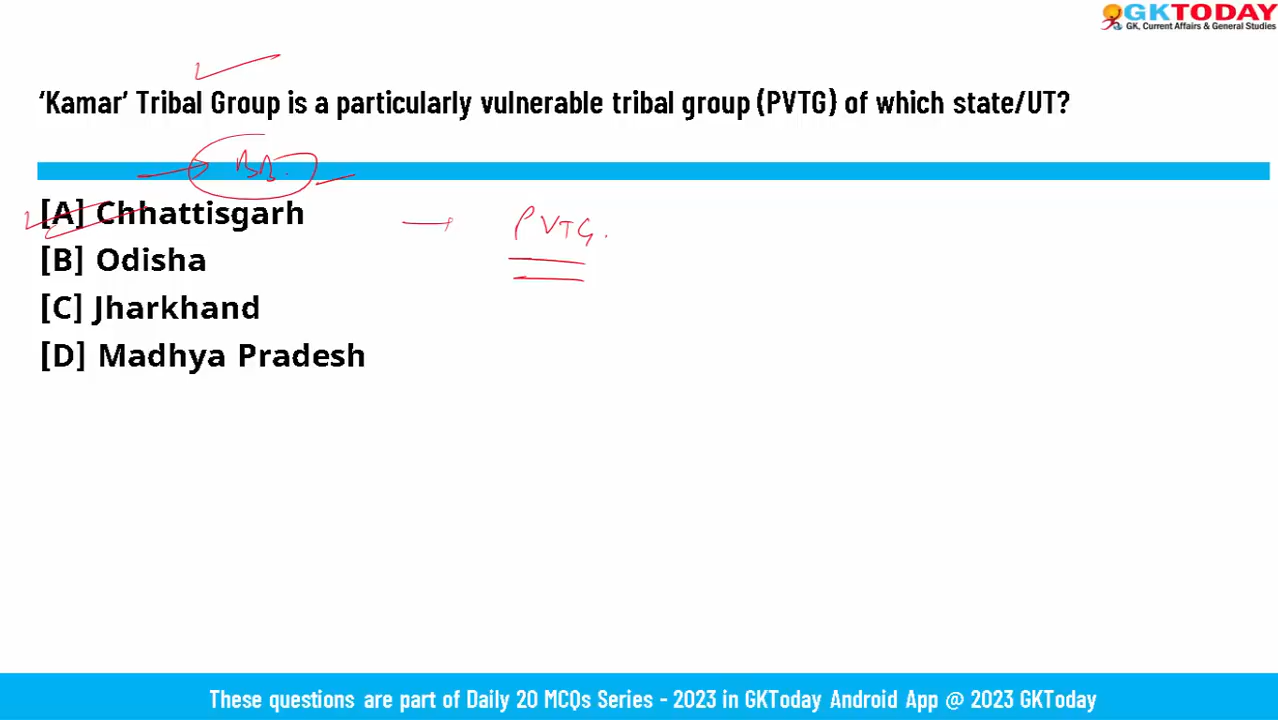 GKTODAY
GK, Current Affairs & General Studies
‘Kamar’ Tribal Group is a particularly vulnerable tribal group (PVTG) of which state/UT?
[A] Chhattisgarh
PVTG.
[B] Odisha
[C] Jharkhand
[D] Madhya Pradesh
These questions are part of Daily 20 MCQs Series - 2023 in GKToday Android App @ 2023 GKToday